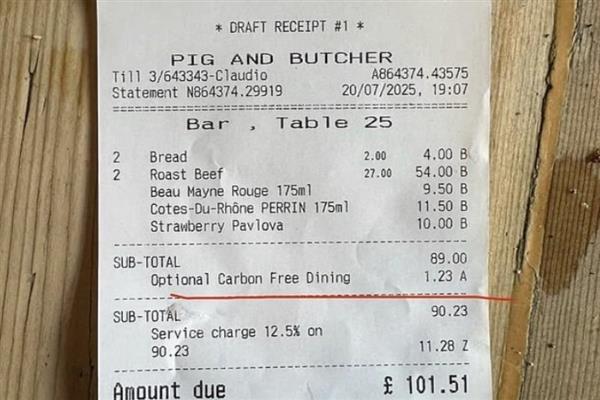 * DRAFT RECEIPT #1 *
PIG AND BUTCHER
Till 3/643343-Claudio A864374.43575
Statement N864374.29919 20/07/2025, 19:07
Bar , Table 25
2 Bread 2.00 4.00 B
2 Roast Beef 27.00 54.00 B
Beau Mayne Rouge 175ml 9.50 B
Cotes-Du-Rhône PERRIN 175ml 11.50 B
Strawberry Pavlova 10.00 B
SUB-TOTAL 89.00
Optional Carbon Free Dining 1.23 A
SUB-TOTAL 90.23
Service charge 12.5% on
90.23 11.28 Z
Amount due £ 101.51